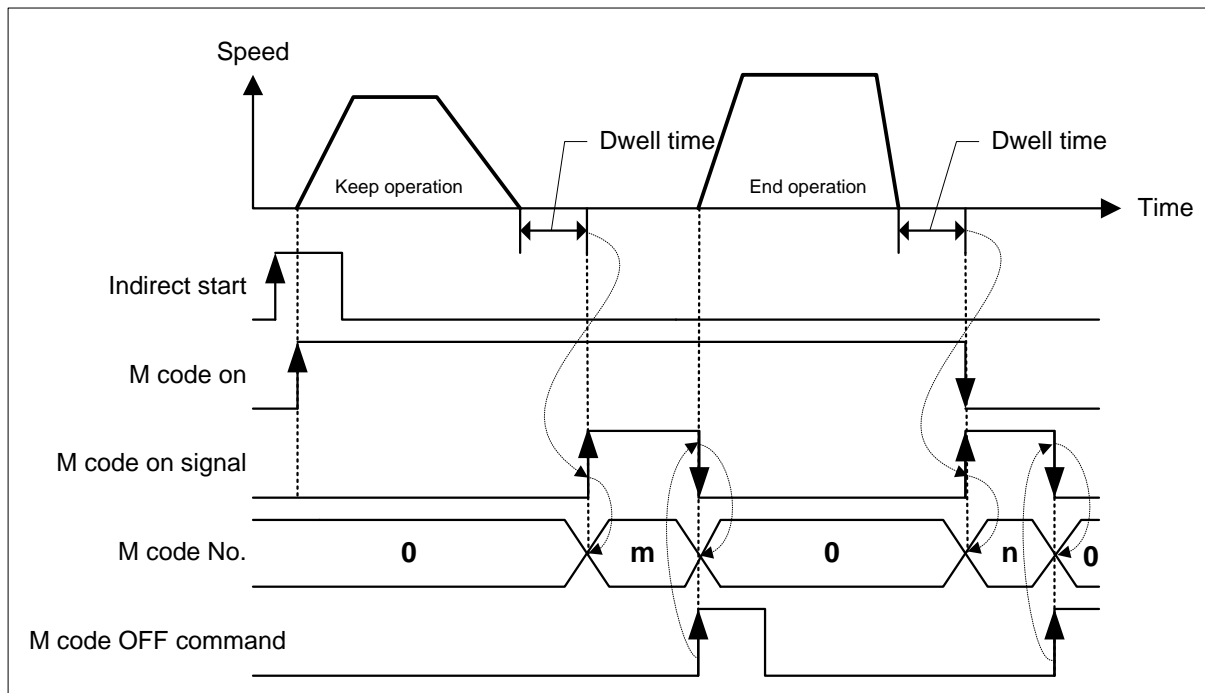 Speed
Dwell time
Dwell time
Keep operation
End operation
Time
Indirect start
M code on
M code on signal
M code No.
0
m
0
n
0
M code OFF command